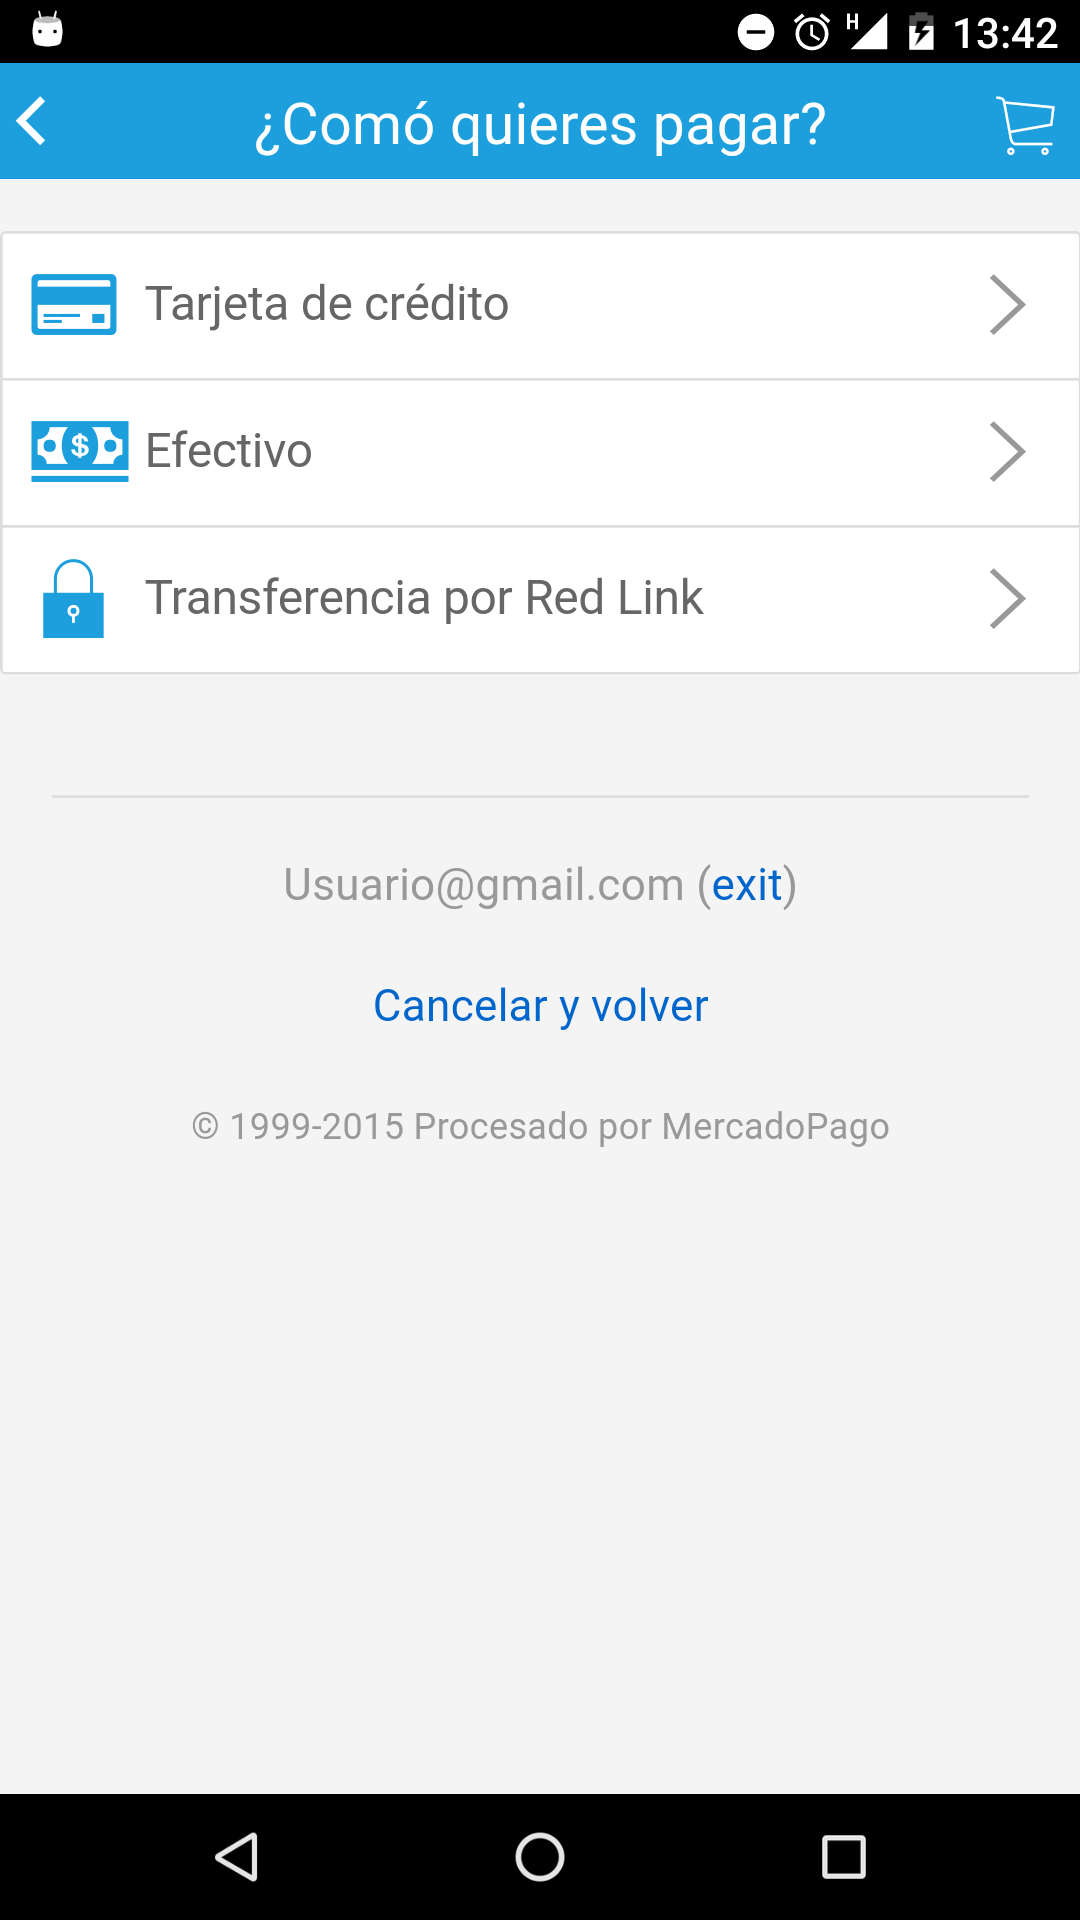 H 13:42
¿Comó quieres pagar?
Tarjeta de crédito
$ Efectivo
Transferencia por Red Link
Usuario@gmail.com (exit)
Cancelar y volver
© 1999-2015 Procesado por MercadoPago